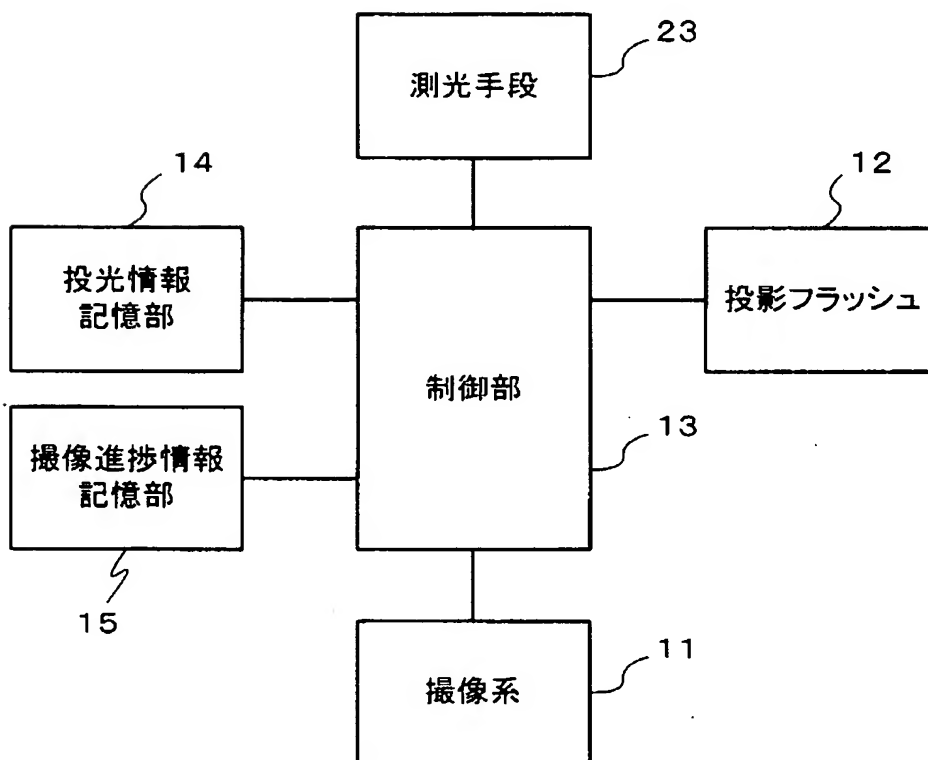 23
測光手段
14
12
投光情報
記憶部
投影フラッシュ
制御部
13
撮像進捗情報
記憶部
15
11
撮像系